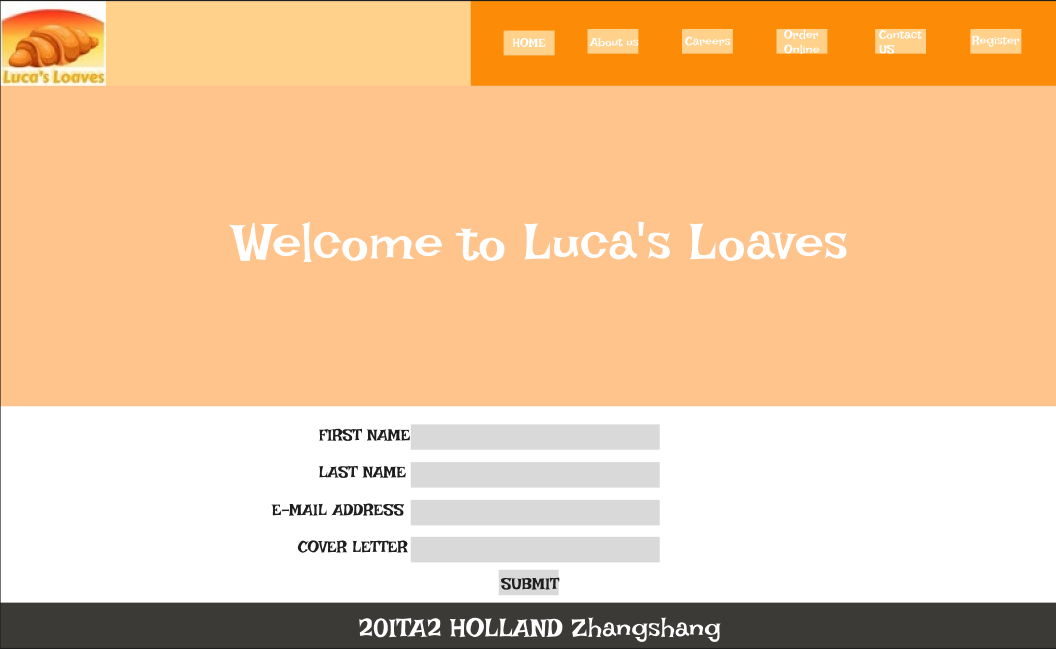 Luca's Loaves
HOME
About us
Careers
Order
Online
Contact
US
Register
Welcome to Luca's Loaves
FIRST NAME
LAST NAME
E-MAIL ADDRESS
COVER LETTER
SUBMIT
20ITA2 HOLLAND Zhangshang